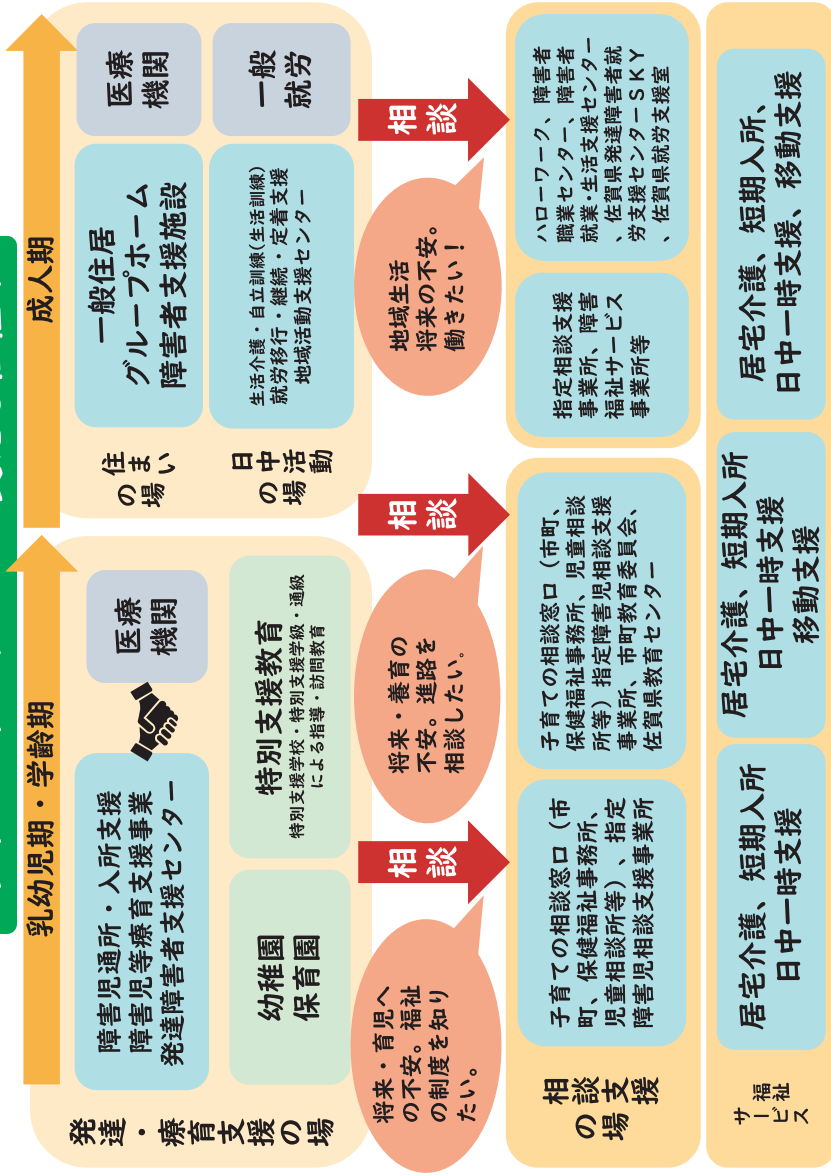 乳幼児期・学齢期
成人期
発達・療育支援の場
障害児通所・入所支援
障害児等療育支援事業
発達障害者支援センター
医療
機関
幼稚園
保育園
特別支援教育
特別支援学校・特別支援学級・通級
による指導・訪問教育
住まい
の場
一般住居
グループホーム
障害者支援施設
医療
機関
日中活動
の場
生活介護・自立訓練(生活訓練)
就労移行・継続・定着支援
地域活動支援センター
一般
就労
将来・育児へ
の不安。福祉
の制度を知り
たい。
相談
将来・養育の
不安。進路を
相談したい。
相談
地域生活
将来の不安。
働きたい！
相談
相談支援
の場
子育ての相談窓口（市
町、保健福祉事務所、
児童相談所等）、指定
障害児相談支援事業所
子育ての相談窓口（市町、
保健福祉事務所、児童相談
所等）指定障害児相談支援
事業所、市町教育委員会、
佐賀県教育センター
指定相談支援
事業所、障害
福祉サービス
事業所等
ハローワーク、障害者
職業センター、障害者
就業・生活支援センター
、佐賀県発達障害者就
労支援センターＳＫＹ
、佐賀県就労支援室
福祉
サービス
居宅介護、短期入所
日中一時支援
居宅介護、短期入所
日中一時支援
移動支援
居宅介護、短期入所、
日中一時支援、移動支援